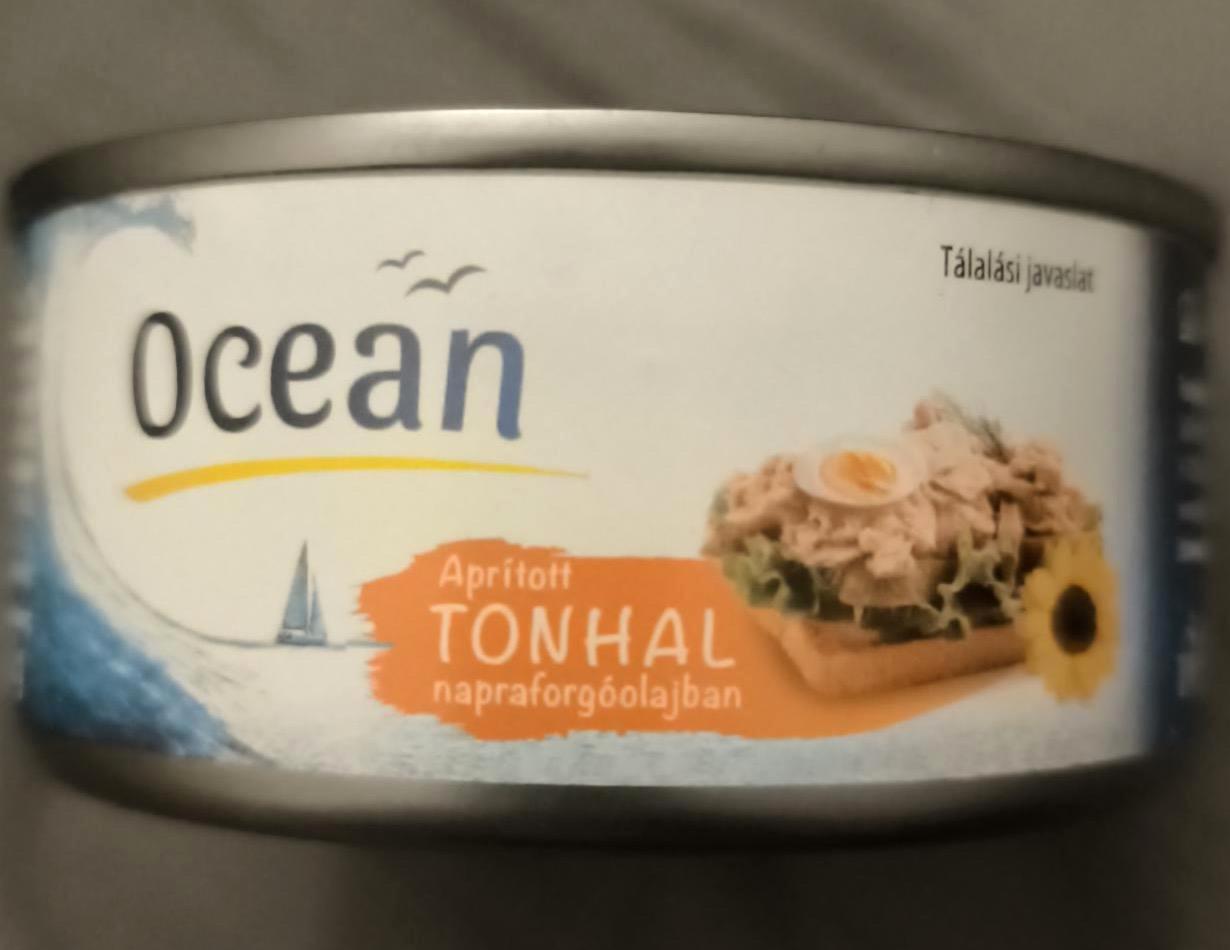 Tálalási javaslat
Ocean
Aprított
TONHAL
napraforgóolajban